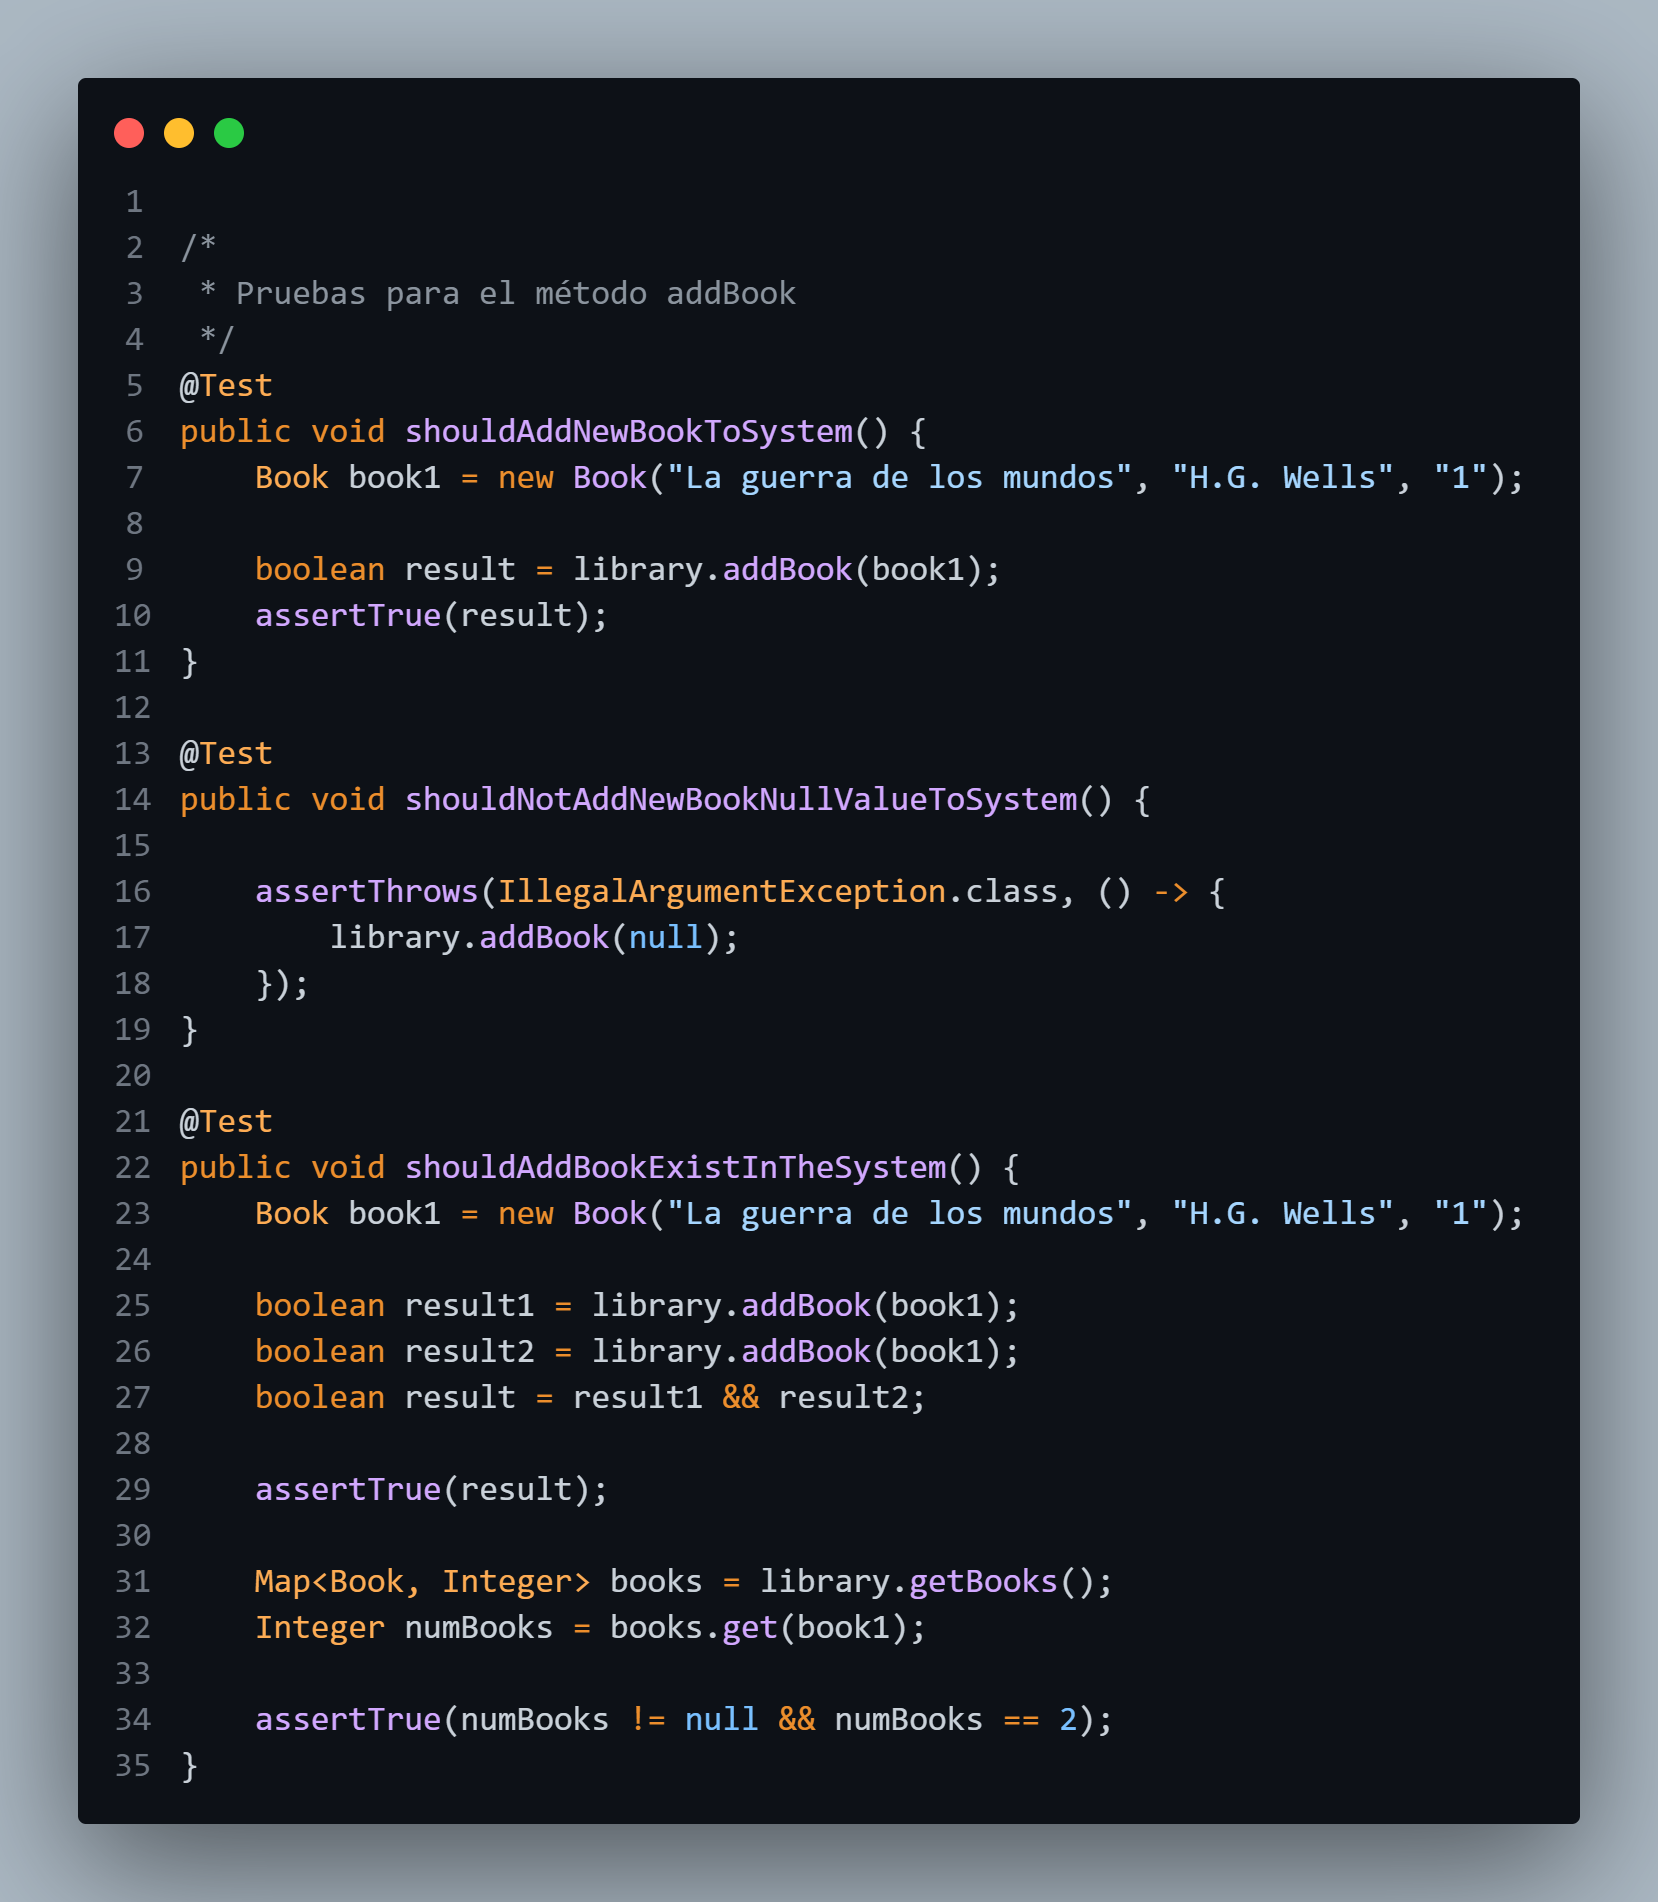 1
2 /*
3  * Pruebas para el método addBook
4  */
5 @Test
6 public void shouldAddNewBookToSystem() {
7     Book book1 = new Book("La guerra de los mundos", "H.G. Wells", "1");
8
9     boolean result = library.addBook(book1);
10     assertTrue(result);
11 }
12
13 @Test
14 public void shouldNotAddNewBookNullValueToSystem() {
15
16     assertThrows(IllegalArgumentException.class, () -> {
17         library.addBook(null);
18     });
19 }
20
21 @Test
22 public void shouldAddBookExistInTheSystem() {
23     Book book1 = new Book("La guerra de los mundos", "H.G. Wells", "1");
24
25     boolean result1 = library.addBook(book1);
26     boolean result2 = library.addBook(book1);
27     boolean result = result1 && result2;
28
29     assertTrue(result);
30
31     Map<Book, Integer> books = library.getBooks();
32     Integer numBooks = books.get(book1);
33
34     assertTrue(numBooks != null && numBooks == 2);
35 }